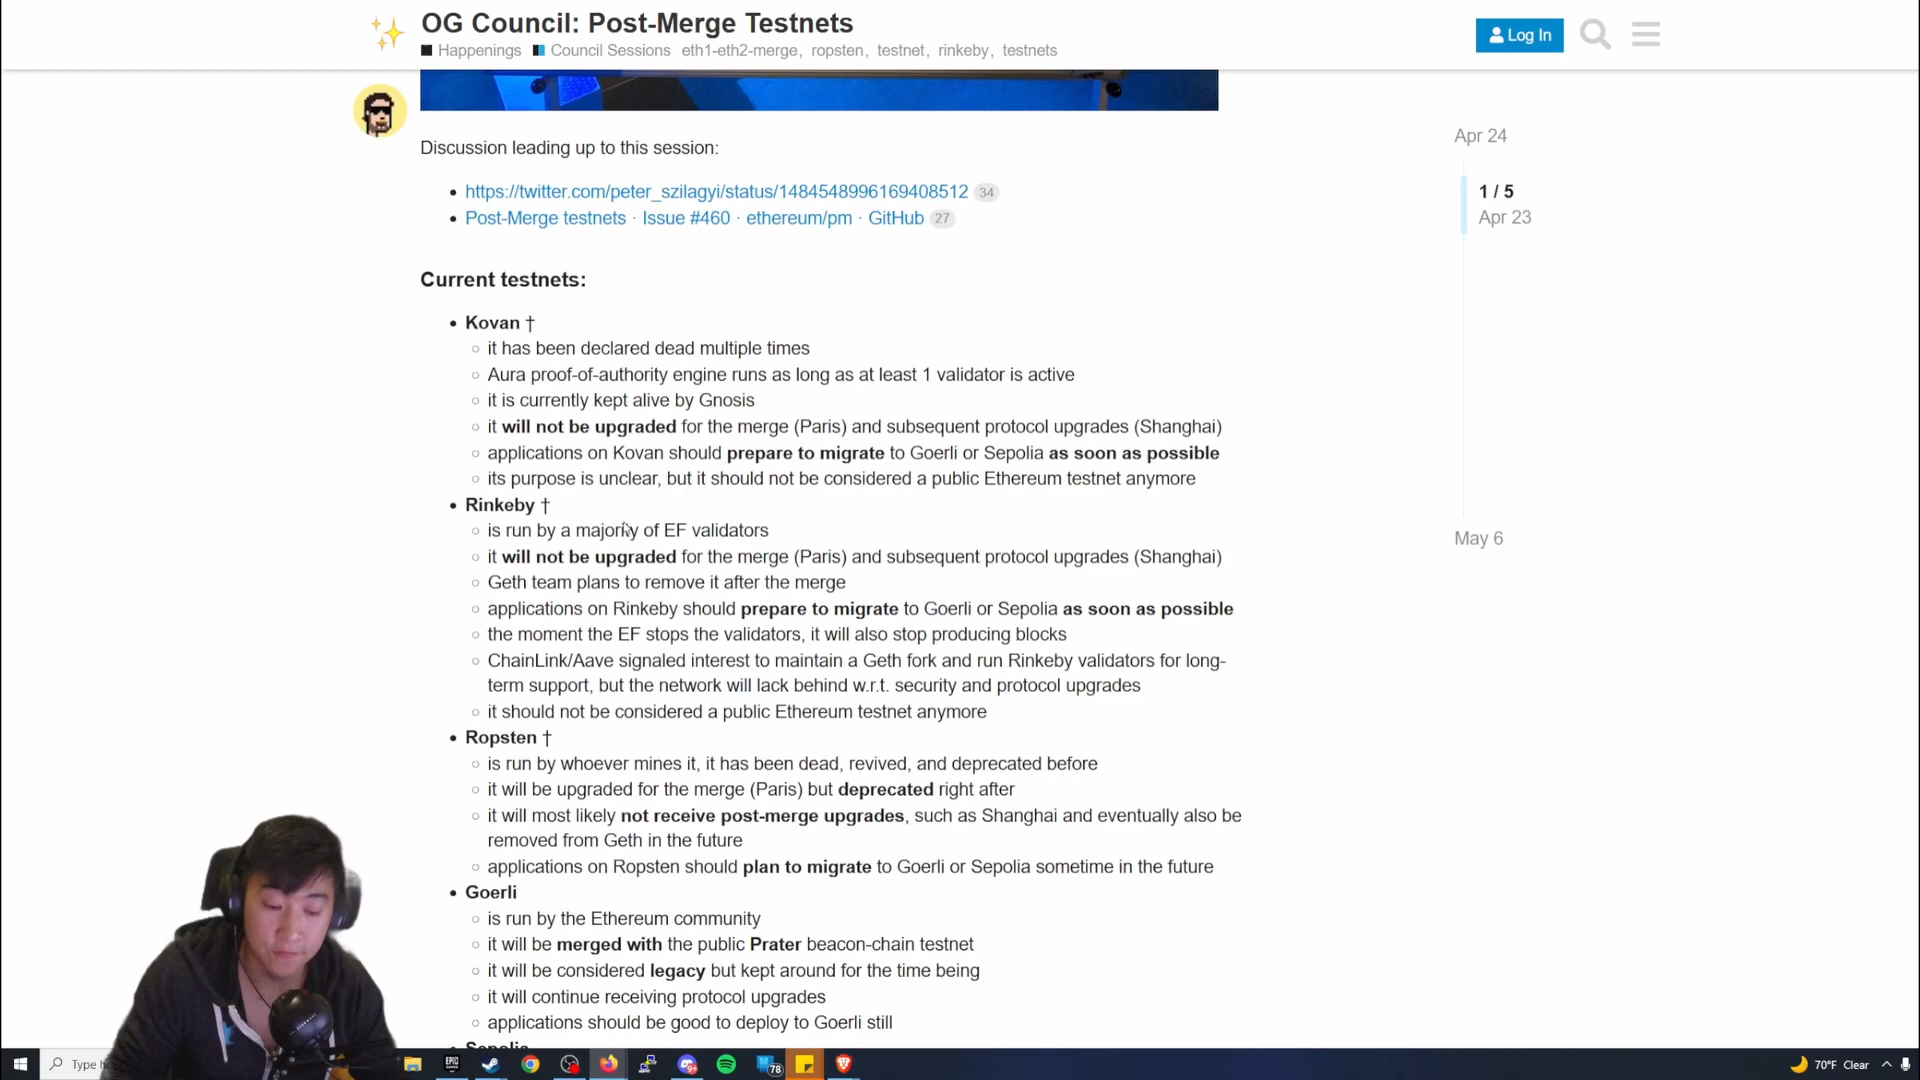 OG Council: Post-Merge Testnets
Happenings Council Sessions eth1-eth2-merge, ropsten, testnet, rinkeby, testnets
Log In
Discussion leading up to this session:
https://twitter.com/peter_szilagyi/status/1484548996169408512 34
Post-Merge testnets · Issue #460 · ethereum/pm · GitHub 27
Apr 24
1 / 5
Apr 23
May 6
Current testnets:
Kovan †
it has been declared dead multiple times
Aura proof-of-authority engine runs as long as at least 1 validator is active
it is currently kept alive by Gnosis
it will not be upgraded for the merge (Paris) and subsequent protocol upgrades (Shanghai)
applications on Kovan should prepare to migrate to Goerli or Sepolia as soon as possible
its purpose is unclear, but it should not be considered a public Ethereum testnet anymore
Rinkeby †
is run by a majority of EF validators
it will not be upgraded for the merge (Paris) and subsequent protocol upgrades (Shanghai)
Geth team plans to remove it after the merge
applications on Rinkeby should prepare to migrate to Goerli or Sepolia as soon as possible
the moment the EF stops the validators, it will also stop producing blocks
ChainLink/Aave signaled interest to maintain a Geth fork and run Rinkeby validators for long-
term support, but the network will lack behind w.r.t. security and protocol upgrades
it should not be considered a public Ethereum testnet anymore
Ropsten †
is run by whoever mines it, it has been dead, revived, and deprecated before
it will be upgraded for the merge (Paris) but deprecated right after
it will most likely not receive post-merge upgrades, such as Shanghai and eventually also be
removed from Geth in the future
applications on Ropsten should plan to migrate to Goerli or Sepolia sometime in the future
Goerli
is run by the Ethereum community
it will be merged with the public Prater beacon-chain testnet
it will be considered legacy but kept around for the time being
it will continue receiving protocol upgrades
applications should be good to deploy to Goerli still
Sepolia
Type
EPIC
9+
78
70°F Clear